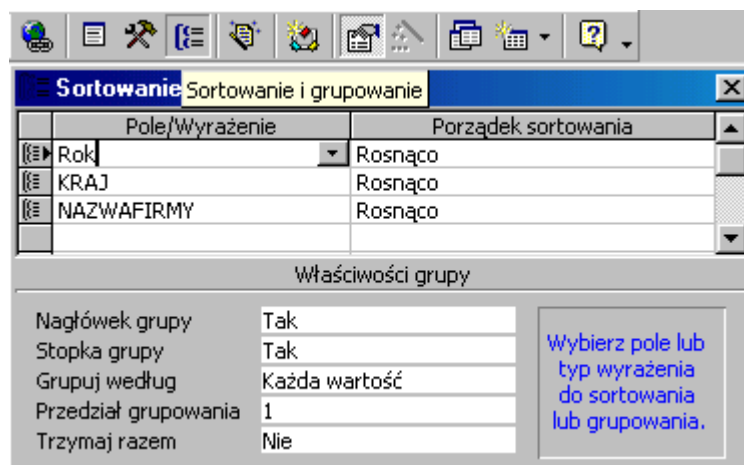 Sortowanie Sortowanie i grupowanie
Pole/Wyrażenie Porządek sortowania
Rok Rosnąco
KRAJ Rosnąco
NAZWAFIRMY Rosnąco
Właściwości grupy
Nagłówek grupy Tak
Stopka grupy Tak
Grupuj według Każda wartość
Przedział grupowania 1
Trzymaj razem Nie
Wybierz pole lub
typ wyrażenia
do sortowania
lub grupowania.